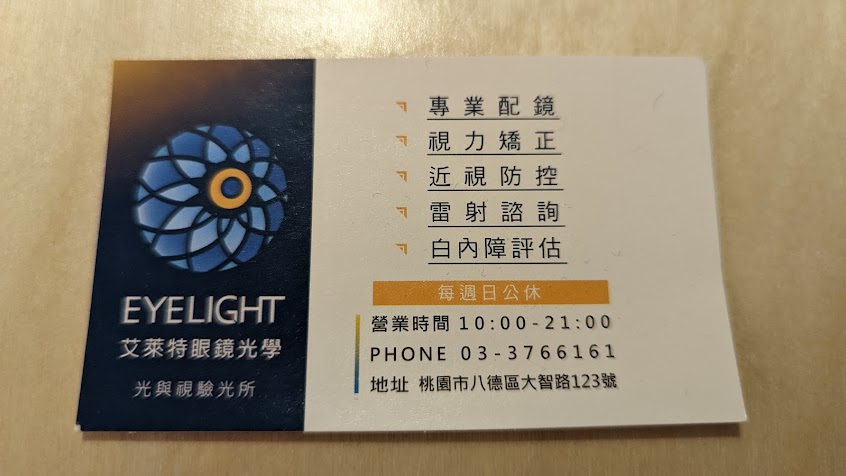 EYELIGHT
艾萊特眼鏡光學
光與視驗光所
專業配鏡
視力矯正
近視防控
雷射諮詢
白內障評估
每週日公休
營業時間 10:00-21:00
PHONE 03-3766161
地址 桃園市八德區大智路123號